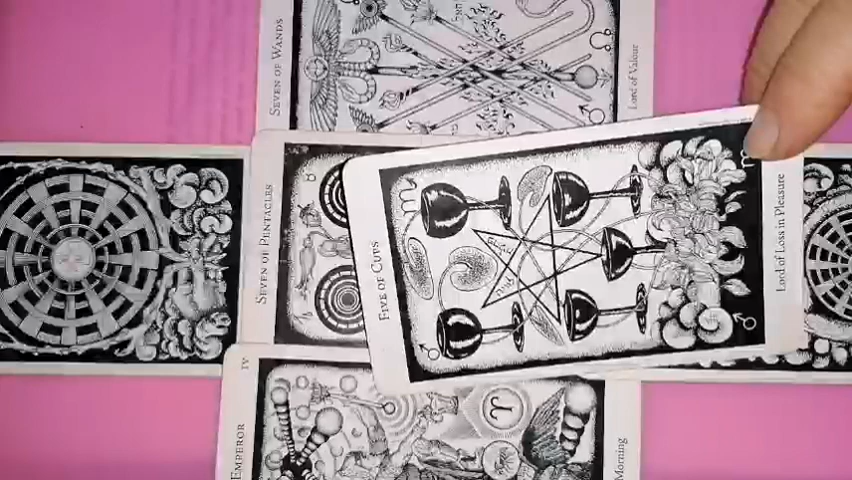 SEVEN OF WANDS
Lord of Valour
SEVEN OF PENTACLES
FIVE OF CUPS
Lord of Loss in Pleasure
IV
EMPEROR
Morning